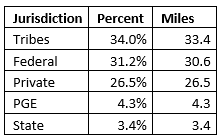 Jurisdiction Percent Miles
Tribes 34.0% 33.4
Federal 31.2% 30.6
Private 26.5% 26.5
PGE 4.3% 4.3
State 3.4% 3.4